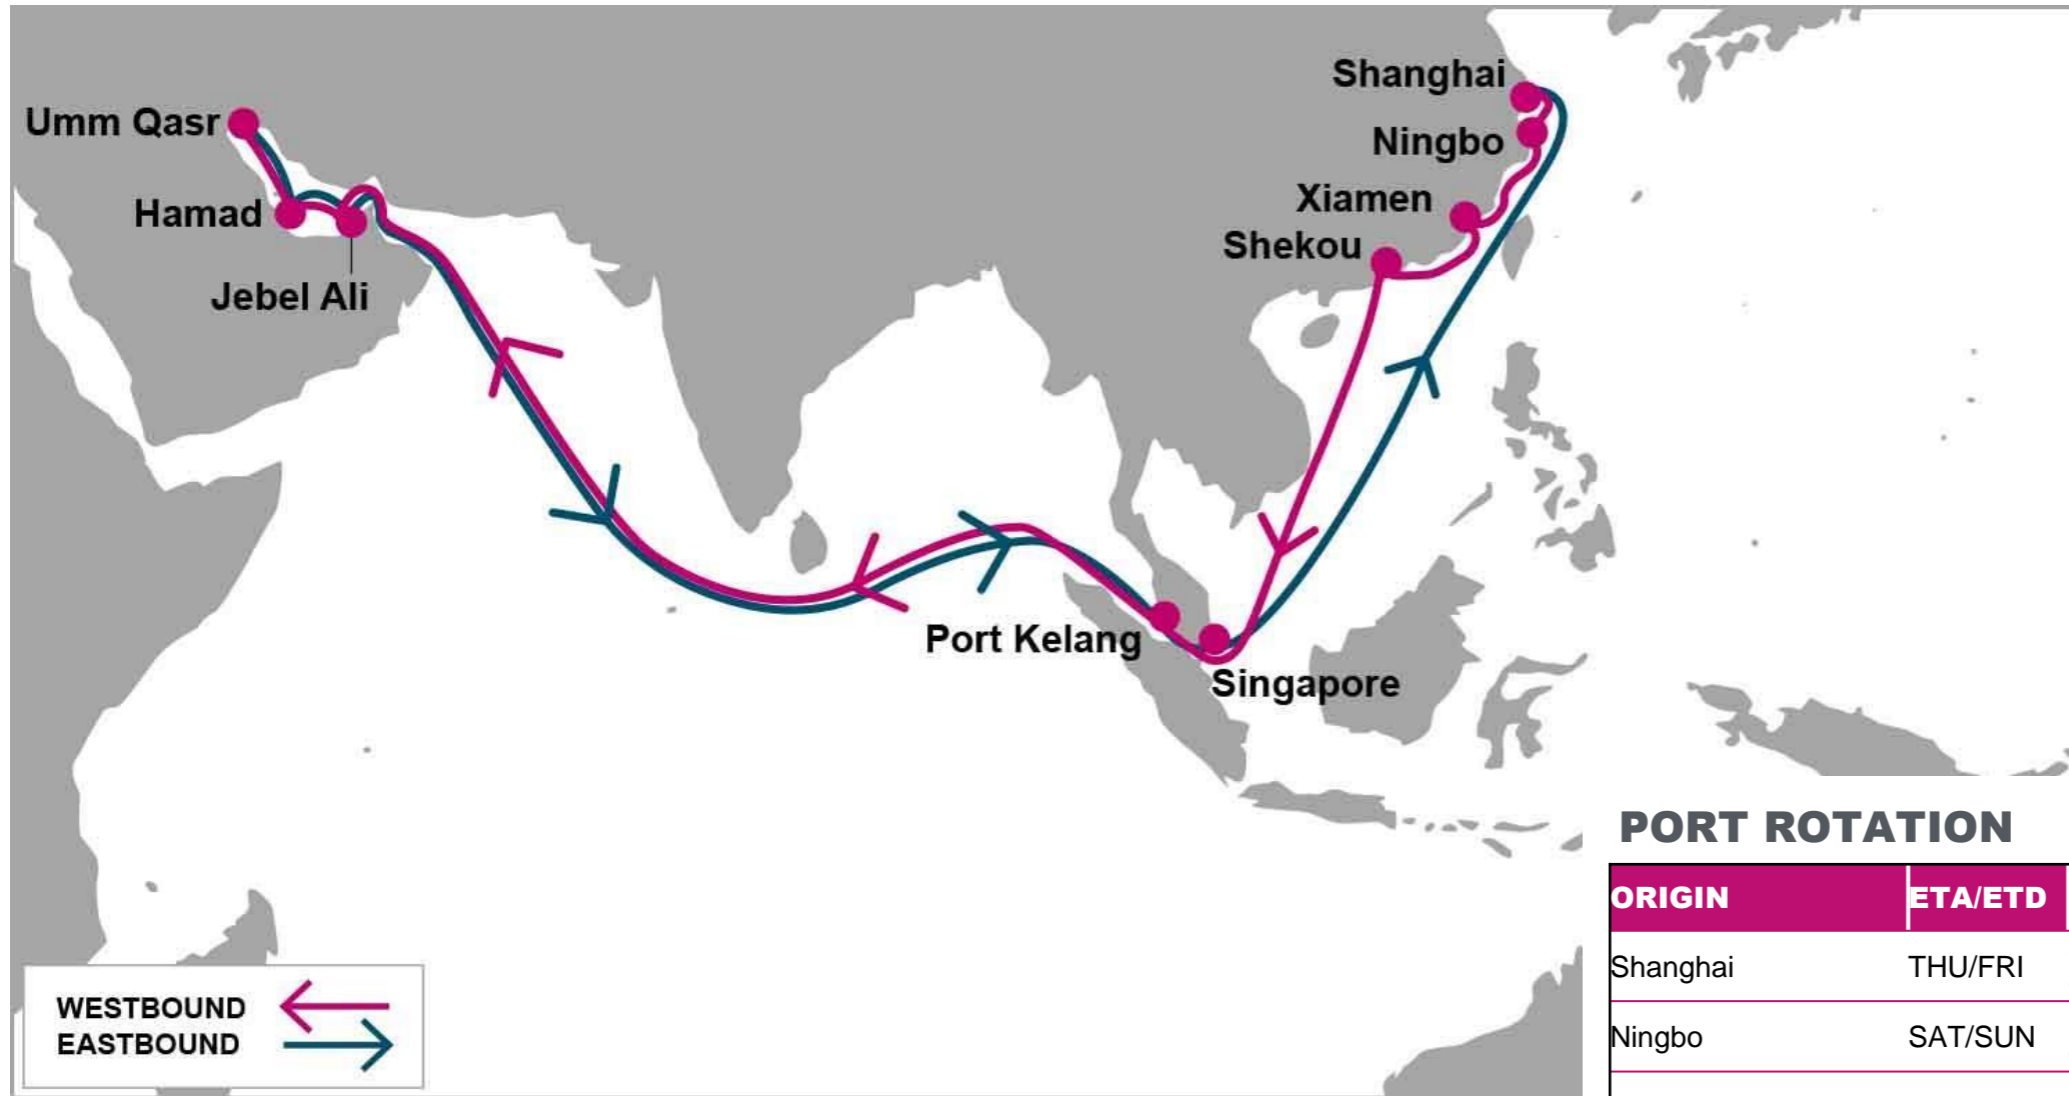 Shanghai
Umm Qasr
Ningbo
Xiamen
Hamad
Shekou
Jebel Ali
Port Kelang
Singapore
PORT ROTATION
ORIGIN ETA/ETD
Shanghai THU/FRI
Ningbo SAT/SUN
WESTBOUND
EASTBOUND